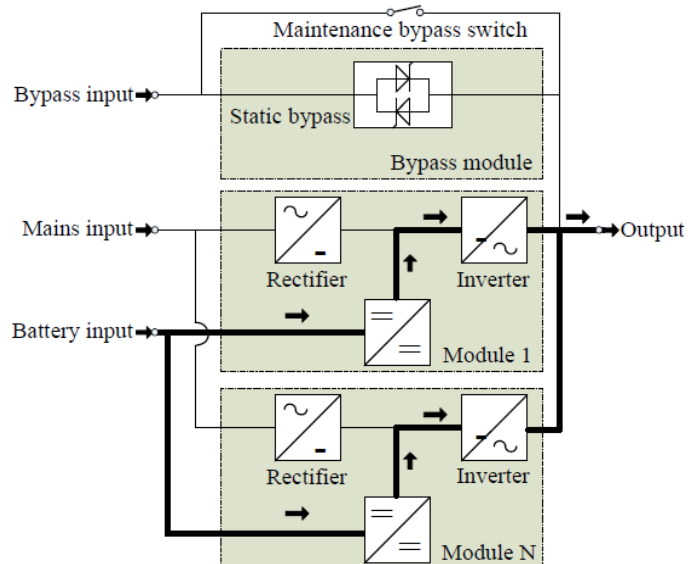 Maintenance bypass switch
Bypass input
Static bypass
Bypass module
Mains input
Output
Rectifier
Inverter
Battery input
Module 1
Rectifier
Inverter
Module N